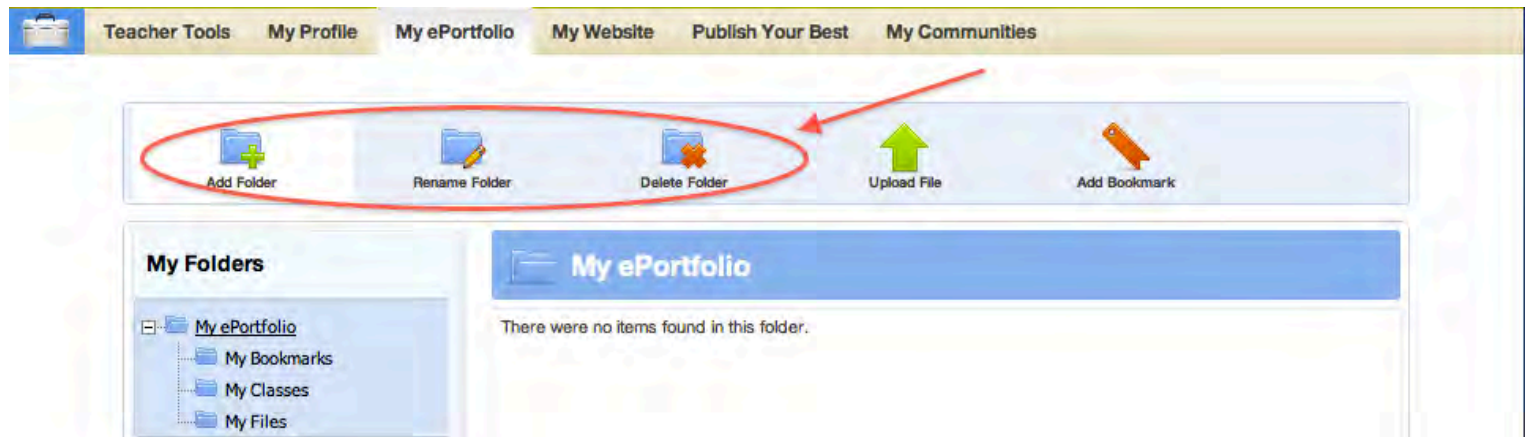 Teacher Tools My Profile My ePortfolio My Website Publish Your Best My Communities
Add Folder Rename Folder Delete Folder Upload File Add Bookmark
My Folders
My ePortfolio
My ePortfolio
There were no items found in this folder.
My Bookmarks
My Classes
My Files